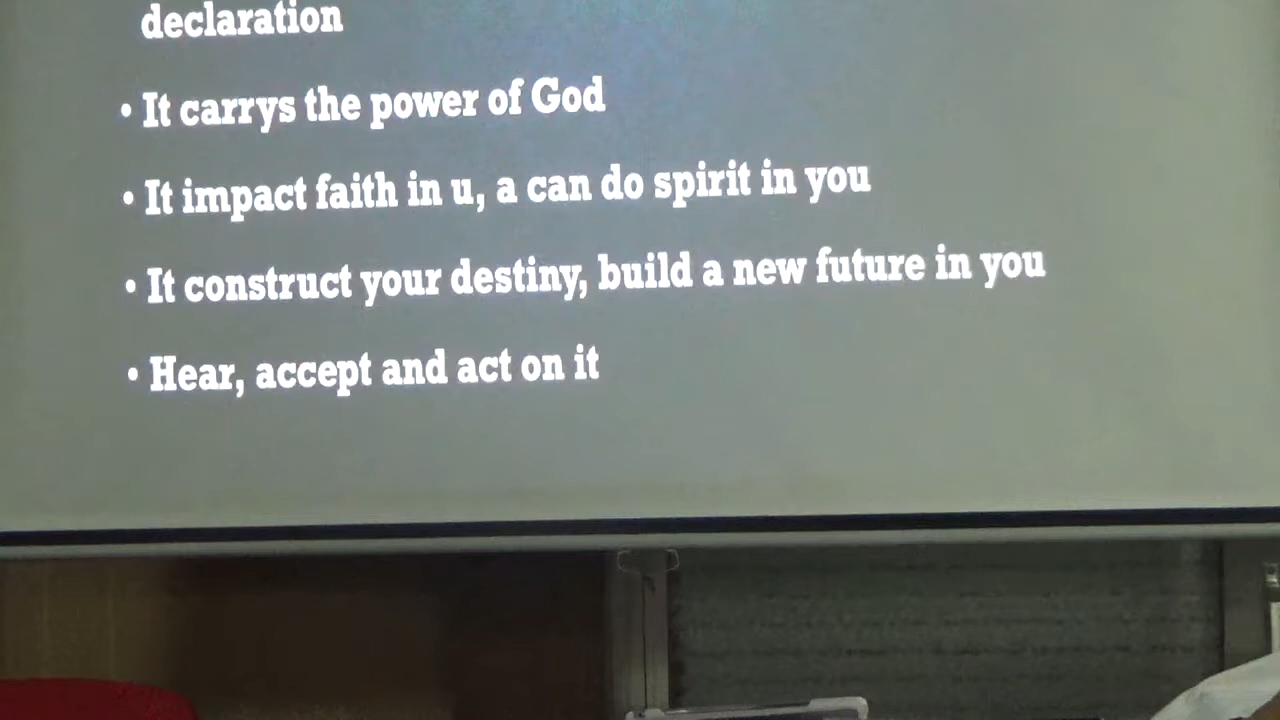 declaration
• It carrys the power of God
• It impact faith in u, a can do spirit in you
• It construct your destiny, build a new future in you
• Hear, accept and act on it